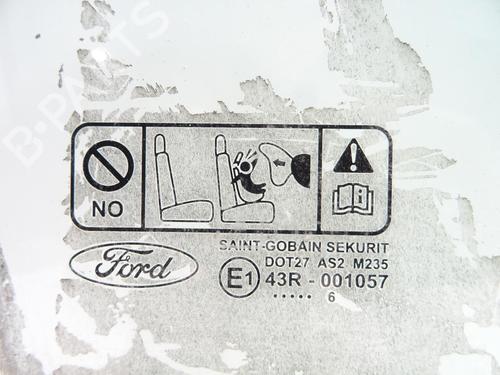 B-PARTS
NO
Ford
SAINT-GOBAIN SEKURIT
DOT27 AS2 M235
E1 43R - 001057
..... 6